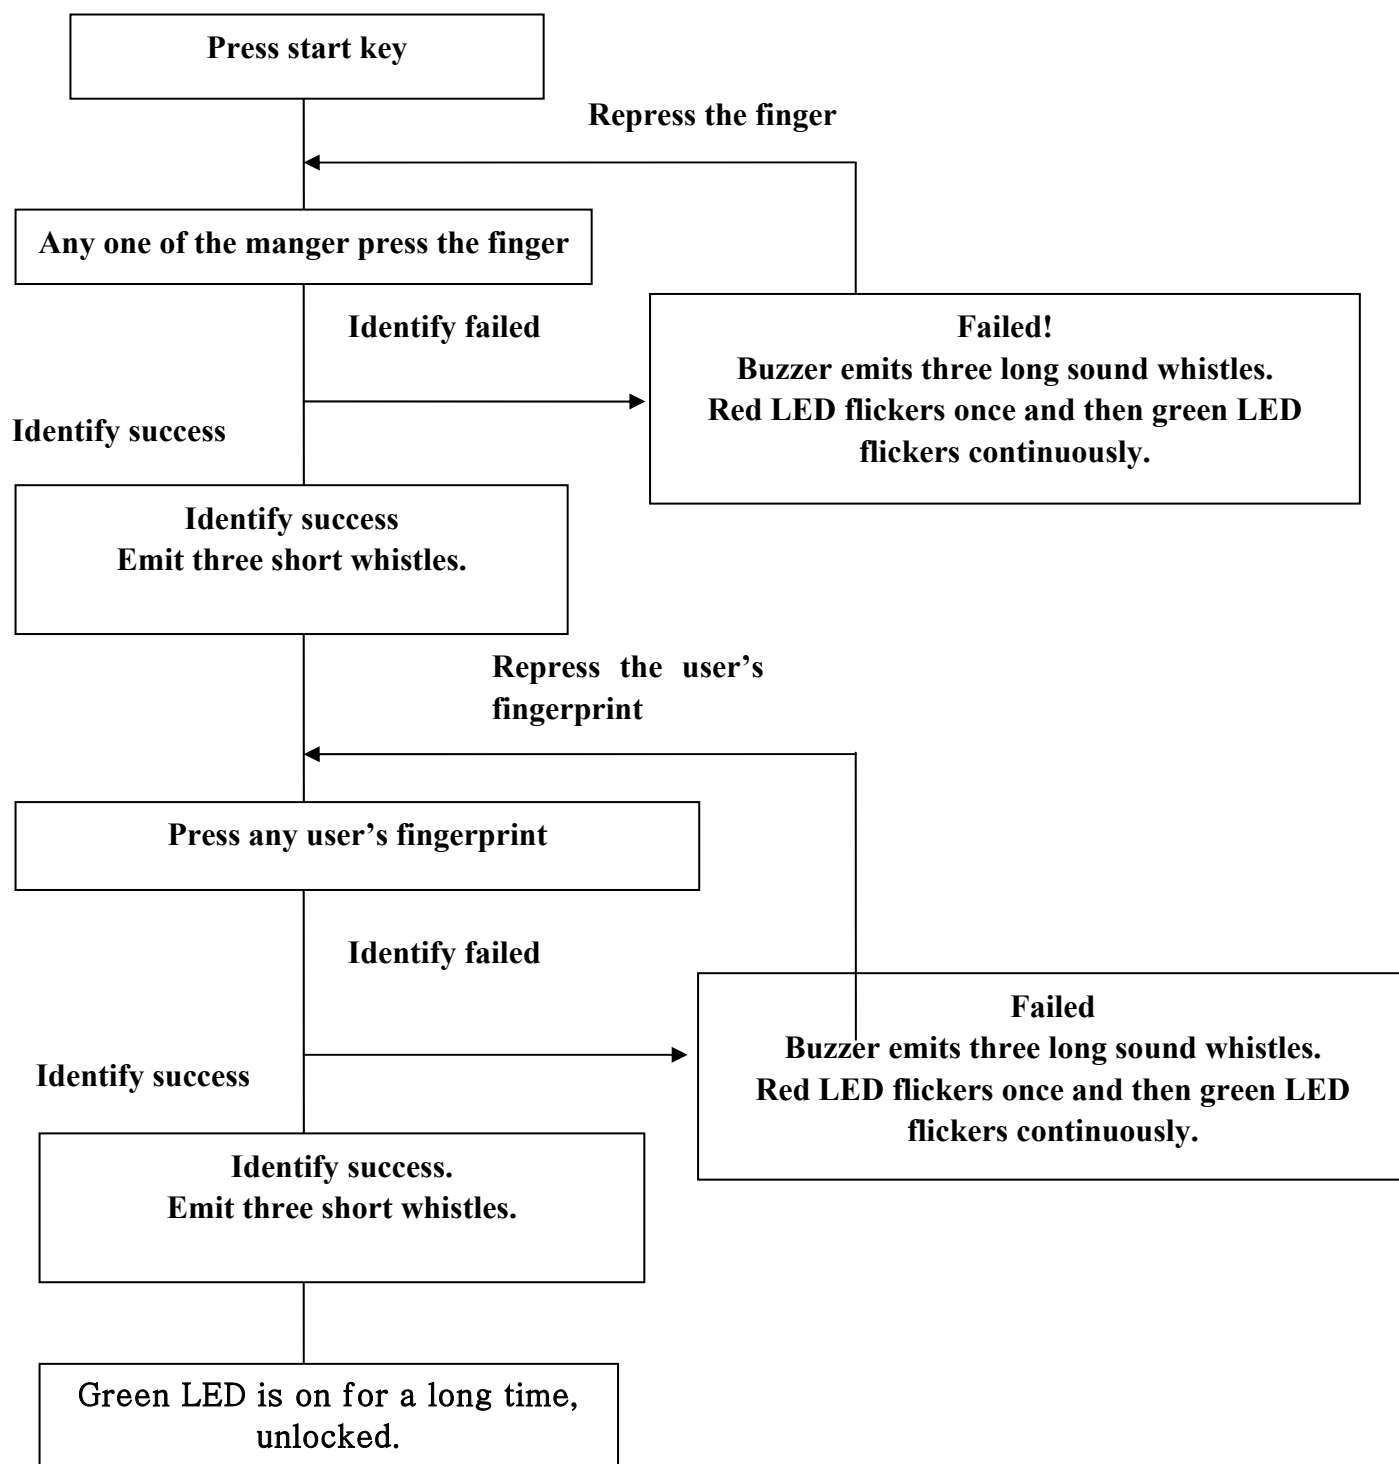 Press start key
Repress the finger
Any one of the manger press the finger
Identify failed
Failed!
Buzzer emits three long sound whistles.
Red LED flickers once and then green LED
flickers continuously.
Identify success
Identify success
Emit three short whistles.
Repress the user’s
fingerprint
Press any user’s fingerprint
Identify failed
Failed
Buzzer emits three long sound whistles.
Red LED flickers once and then green LED
flickers continuously.
Identify success
Identify success.
Emit three short whistles.
Green LED is on for a long time,
unlocked.